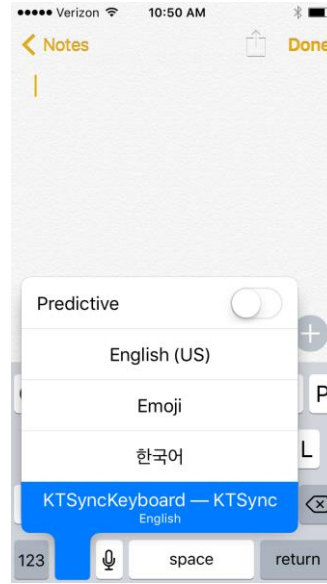 Verizon 10:50 AM
Notes Done
Predictive
English (US)
Emoji
한국어
KTSyncKeyboard — KTSync
English
P
L
123 space return